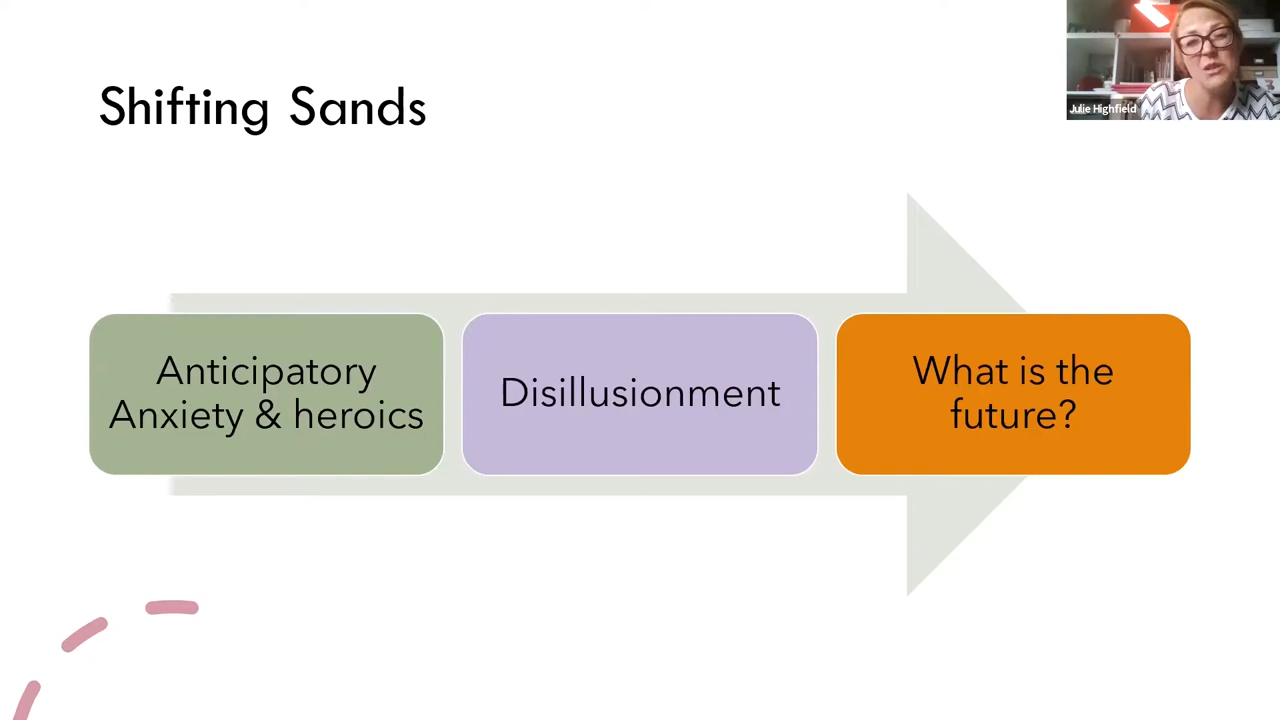 Shifting Sands
Julie Highfield
Anticipatory
Anxiety & heroics
Disillusionment
What is the
future?